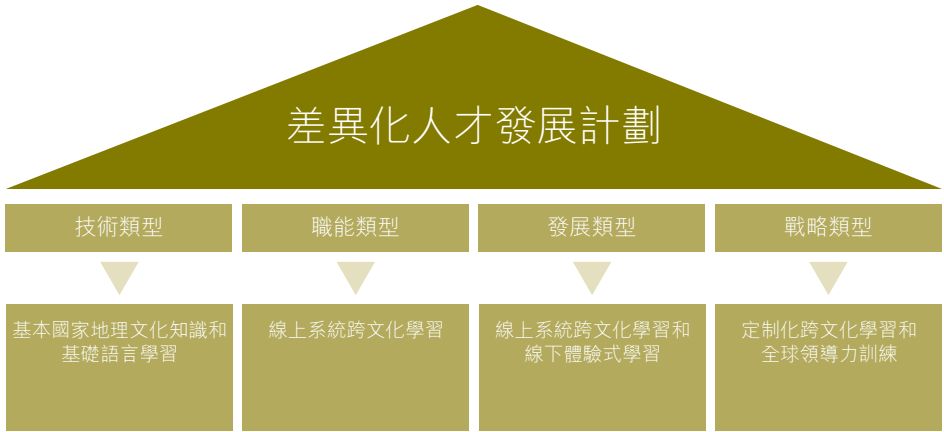 差異化人才發展計劃
技術類型
職能類型
發展類型
戰略類型
基本國家地理文化知識和
基礎語言學習
線上系統跨文化學習
線上系統跨文化學習和
線下體驗式學習
定制化跨文化學習和
全球領導力訓練